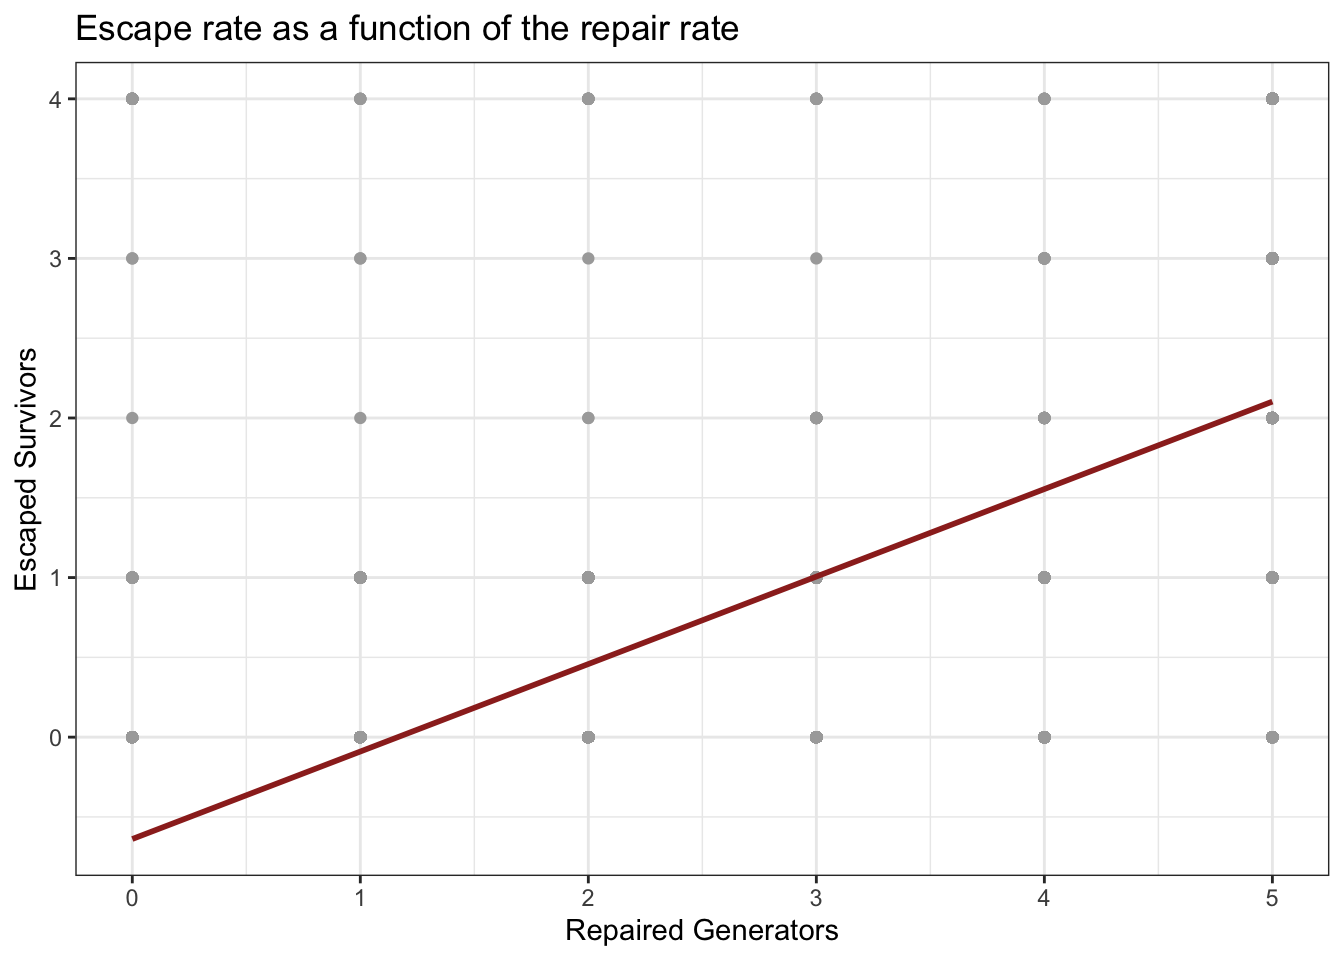 Escape rate as a function of the repair rate
4
3
2
1
0
Escaped Survivors
0 1 2 3 4 5
Repaired Generators